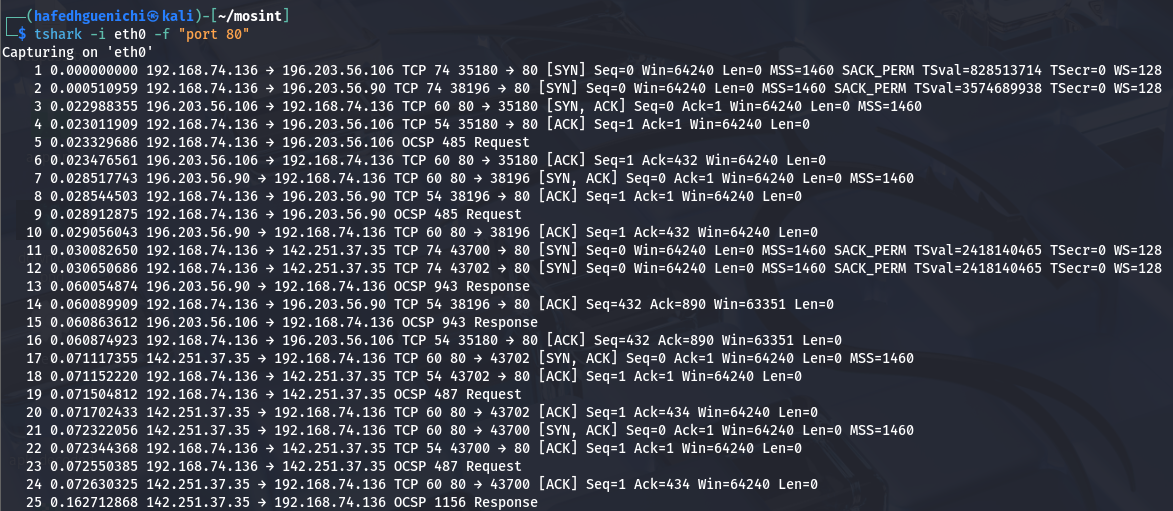 ┌──(hafedhguenichi㉿kali)-[~/mosint]
└─$ tshark -i eth0 -f "port 80"
Capturing on 'eth0'
1 0.000000000 192.168.74.136 → 196.203.56.106 TCP 74 35180 → 80 [SYN] Seq=0 Win=64240 Len=0 MSS=1460 SACK_PERM TSval=828513714 TSecr=0 WS=128
2 0.000510959 192.168.74.136 → 196.203.56.90 TCP 74 38196 → 80 [SYN] Seq=0 Win=64240 Len=0 MSS=1460 SACK_PERM TSval=3574689938 TSecr=0 WS=128
3 0.022988355 196.203.56.106 → 192.168.74.136 TCP 60 80 → 35180 [SYN, ACK] Seq=0 Ack=1 Win=64240 Len=0 MSS=1460
4 0.023011909 192.168.74.136 → 196.203.56.106 TCP 54 35180 → 80 [ACK] Seq=1 Ack=1 Win=64240 Len=0
5 0.023329686 192.168.74.136 → 196.203.56.106 OCSP 485 Request
6 0.023476561 196.203.56.106 → 192.168.74.136 TCP 60 80 → 35180 [ACK] Seq=1 Ack=432 Win=64240 Len=0
7 0.028517743 196.203.56.90 → 192.168.74.136 TCP 60 80 → 38196 [SYN, ACK] Seq=0 Ack=1 Win=64240 Len=0 MSS=1460
8 0.028544503 192.168.74.136 → 196.203.56.90 TCP 54 38196 → 80 [ACK] Seq=1 Ack=1 Win=64240 Len=0
9 0.028912875 192.168.74.136 → 196.203.56.90 OCSP 485 Request
10 0.029056043 196.203.56.90 → 192.168.74.136 TCP 60 80 → 38196 [ACK] Seq=1 Ack=432 Win=64240 Len=0
11 0.030082650 192.168.74.136 → 142.251.37.35 TCP 74 43700 → 80 [SYN] Seq=0 Win=64240 Len=0 MSS=1460 SACK_PERM TSval=2418140465 TSecr=0 WS=128
12 0.030650686 192.168.74.136 → 142.251.37.35 TCP 74 43702 → 80 [SYN] Seq=0 Win=64240 Len=0 MSS=1460 SACK_PERM TSval=2418140465 TSecr=0 WS=128
13 0.060054874 196.203.56.90 → 192.168.74.136 OCSP 943 Response
14 0.060089909 192.168.74.136 → 196.203.56.90 TCP 54 38196 → 80 [ACK] Seq=432 Ack=890 Win=63351 Len=0
15 0.060863612 196.203.56.106 → 192.168.74.136 OCSP 943 Response
16 0.060874923 192.168.74.136 → 196.203.56.106 TCP 54 35180 → 80 [ACK] Seq=432 Ack=890 Win=63351 Len=0
17 0.071117355 142.251.37.35 → 192.168.74.136 TCP 60 80 → 43702 [SYN, ACK] Seq=0 Ack=1 Win=64240 Len=0 MSS=1460
18 0.071152220 192.168.74.136 → 142.251.37.35 TCP 54 43702 → 80 [ACK] Seq=1 Ack=1 Win=64240 Len=0
19 0.071504812 192.168.74.136 → 142.251.37.35 OCSP 487 Request
20 0.071702433 142.251.37.35 → 192.168.74.136 TCP 60 80 → 43702 [ACK] Seq=1 Ack=434 Win=64240 Len=0
21 0.072322056 142.251.37.35 → 192.168.74.136 TCP 60 80 → 43700 [SYN, ACK] Seq=0 Ack=1 Win=64240 Len=0 MSS=1460
22 0.072344368 192.168.74.136 → 142.251.37.35 TCP 54 43700 → 80 [ACK] Seq=1 Ack=1 Win=64240 Len=0
23 0.072550385 192.168.74.136 → 142.251.37.35 OCSP 487 Request
24 0.072630325 142.251.37.35 → 192.168.74.136 TCP 60 80 → 43700 [ACK] Seq=1 Ack=434 Win=64240 Len=0
25 0.162712868 142.251.37.35 → 192.168.74.136 OCSP 1156 Response